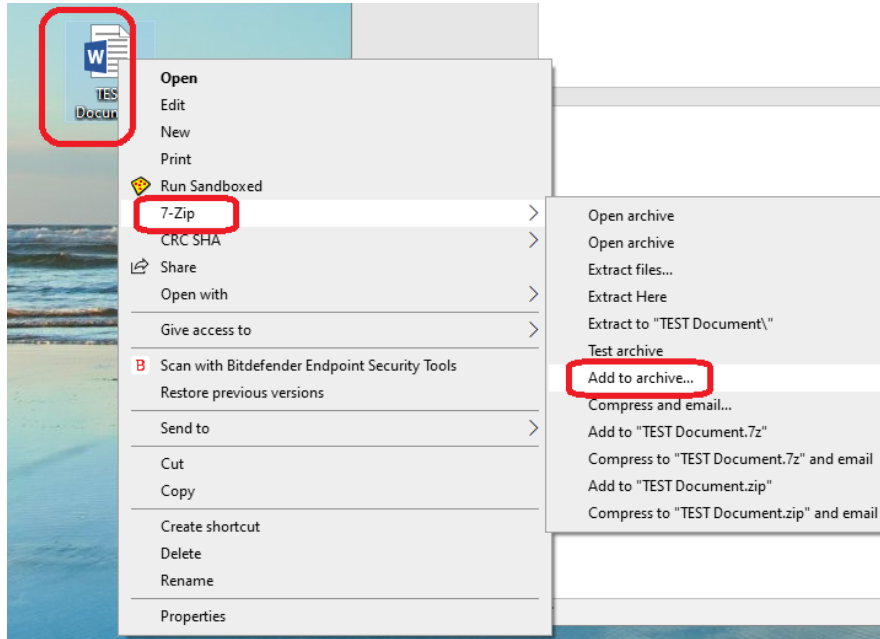 W
TES
Docum
Open
Edit
New
Print
Run Sandboxed
7-Zip
CRC SHA
Share
Open with
Give access to
B Scan with Bitdefender Endpoint Security Tools
Restore previous versions
Send to
Cut
Copy
Create shortcut
Delete
Rename
Properties
Open archive
Open archive
Extract files...
Extract Here
Extract to "TEST Document\"
Test archive
Add to archive...
Compress and email...
Add to "TEST Document.7z"
Compress to "TEST Document.7z" and email
Add to "TEST Document.zip"
Compress to "TEST Document.zip" and email